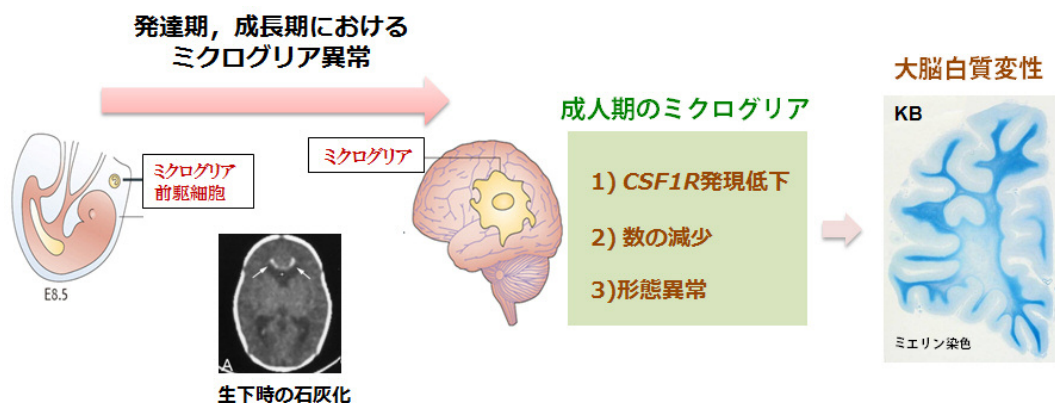 発達期，成長期における
ミクログリア異常
ミクログリア
前駆細胞
E8.5
A
生下時の石灰化
ミクログリア
成人期のミクログリア
1) CSF1R発現低下
2) 数の減少
3)形態異常
大脳白質変性
KB
ミエリン染色